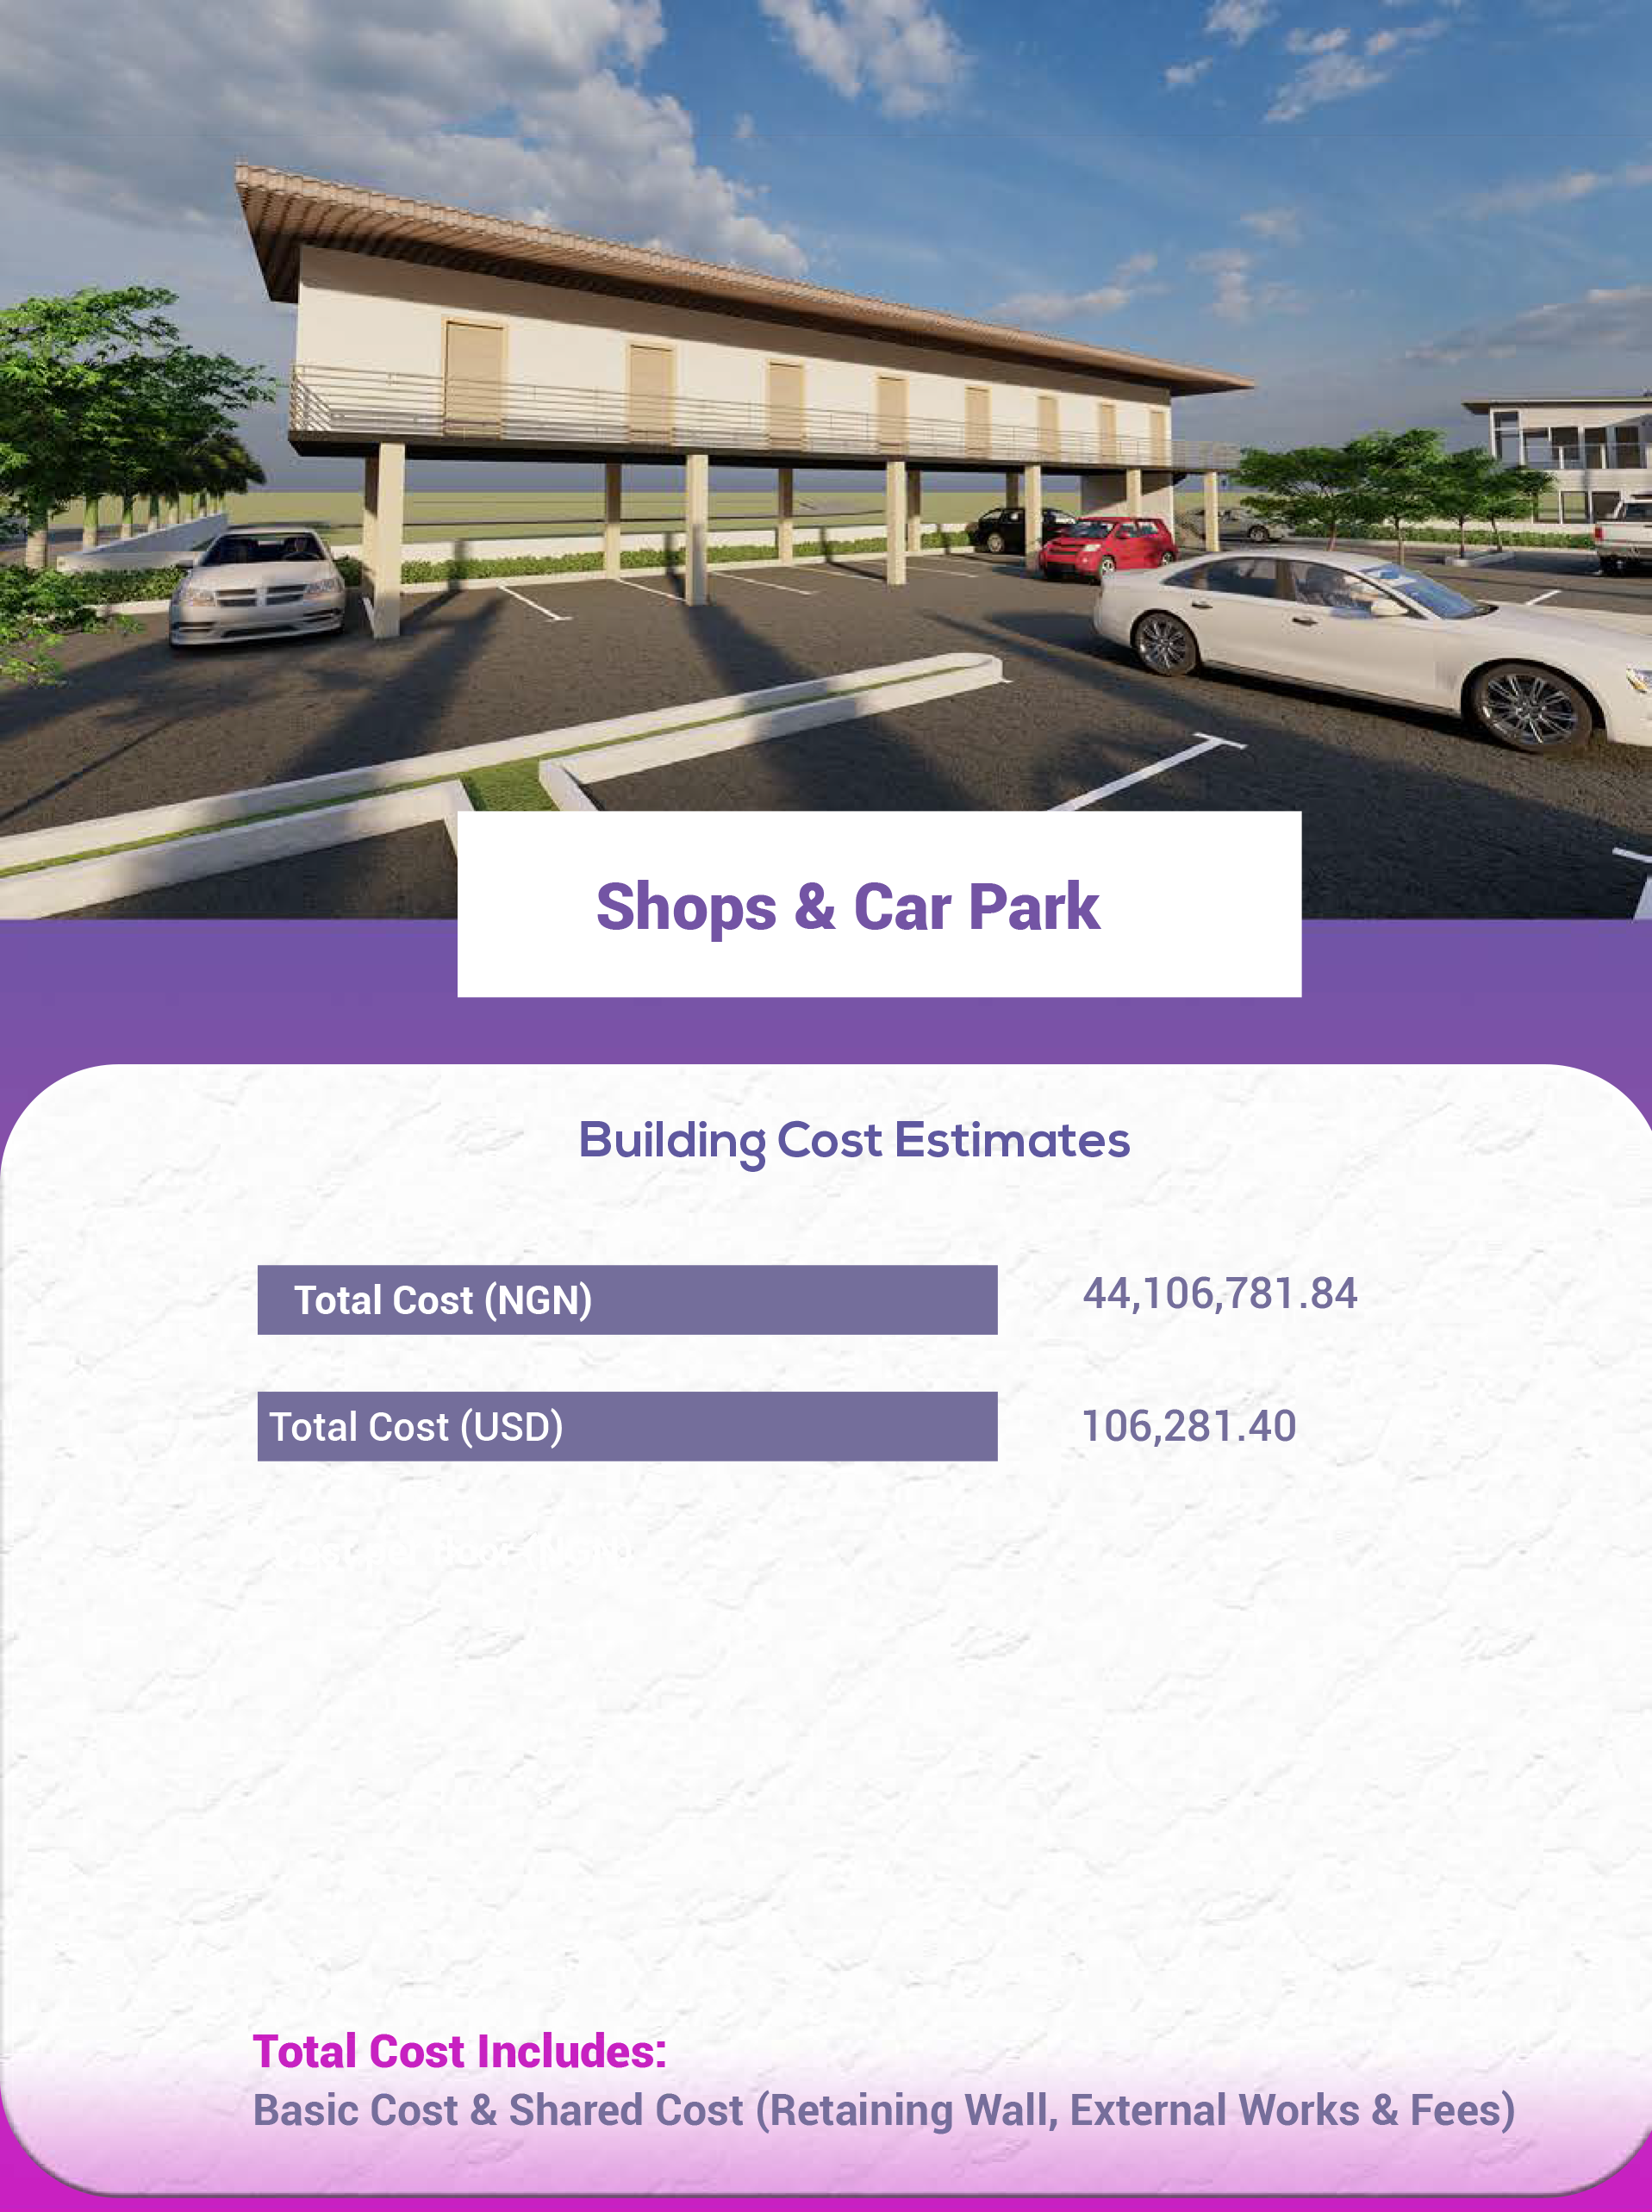 Shops & Car Park
Building Cost Estimates
Total Cost (NGN) 44,106,781.84
Total Cost (USD) 106,281.40
Total Cost Includes:
Basic Cost & Shared Cost (Retaining Wall, External Works & Fees)